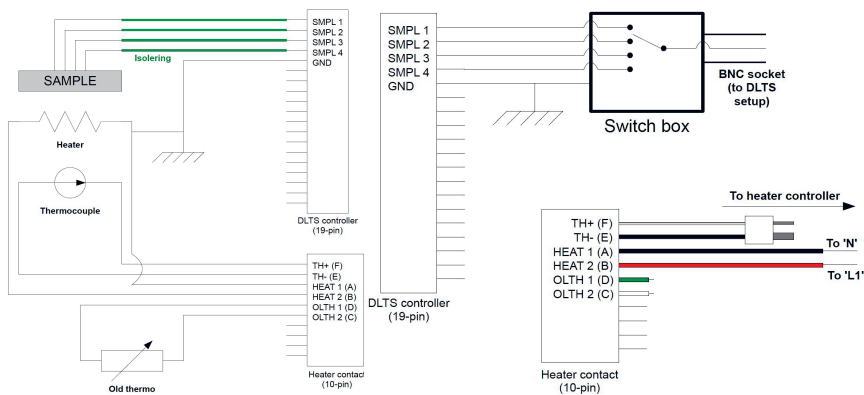 SMPL 1
SMPL 2
SMPL 3
SMPL 4
GND
Isolering
SAMPLE
Heater
Thermocouple
DLTS controller
(19-pin)
TH+ (F)
TH- (E)
HEAT 1 (A)
HEAT 2 (B)
OLTH 1 (D)
OLTH 2 (C)
Old thermo
Heater contact
(10-pin)
SMPL 1
SMPL 2
SMPL 3
SMPL 4
GND
DLTS controller
(19-pin)
Switch box
BNC socket
(to DLTS
setup)
To heater controller
TH+ (F)
TH- (E)
HEAT 1 (A)
HEAT 2 (B)
OLTH 1 (D)
OLTH 2 (C)
To 'N'
To 'L1'
Heater contact
(10-pin)